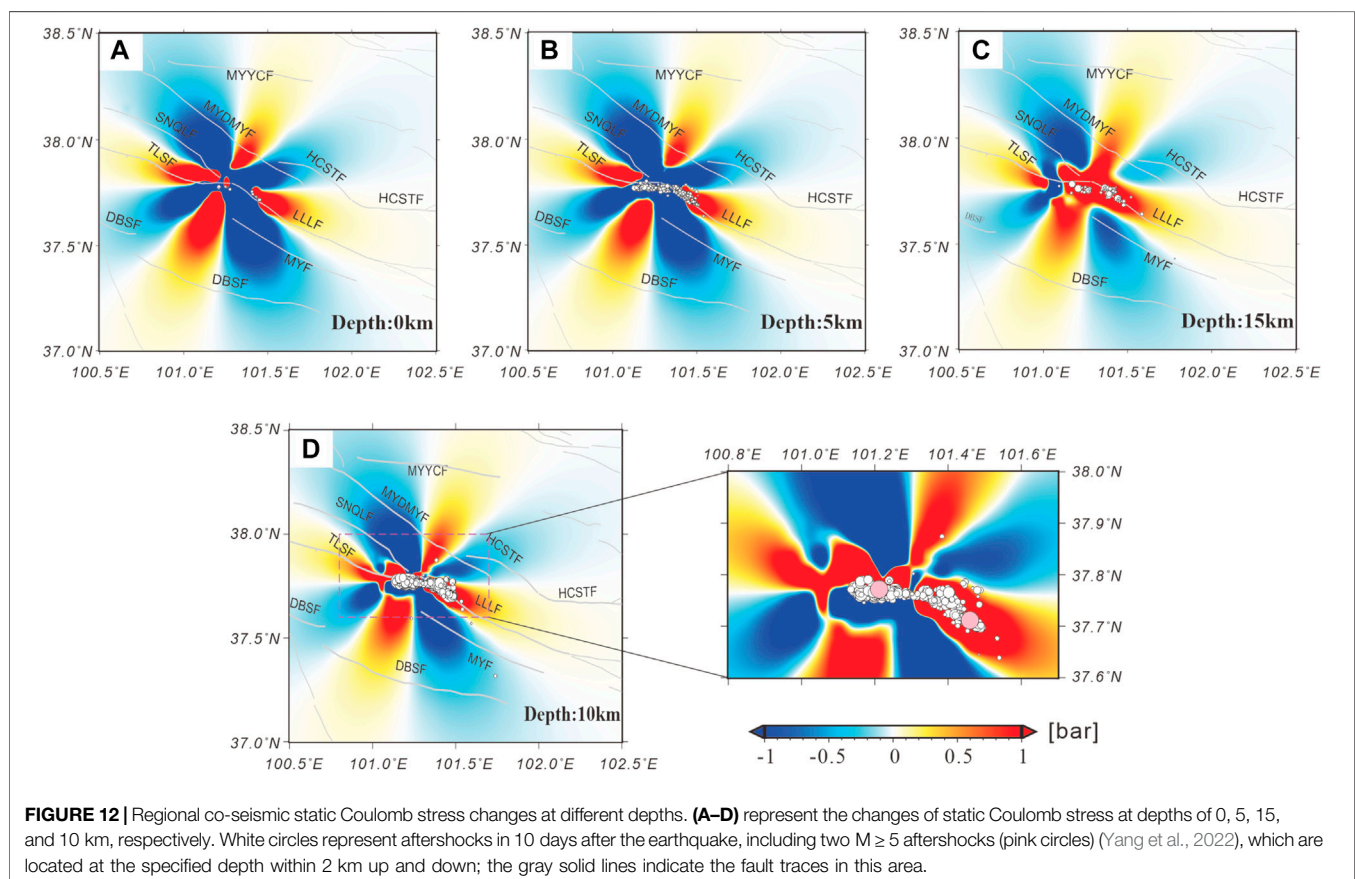 38.5°N
A
MYYCF
MYDMYF
SNQLF
38.0°N
TLSF
HCSTF
HCSTF
LLLF
DBSF
37.5°N
MYF
DBSF
Depth:0km
37.0°N
100.5°E 101.0°E 101.5°E 102.0°E 102.5°E
38.5°N
B
MYYCF
MYDMYF
SNQLF
38.0°N
TLSF
HCSTF
HCSTF
LLLF
DBSF
37.5°N
MYF
DBSF
Depth:5km
37.0°N
100.5°E 101.0°E 101.5°E 102.0°E 102.5°E
38.5°N
C
MYYCF
MYDMYF
SNQLF
38.0°N
TLSF
HCSTF
HCSTF
LLLF
DBSF
37.5°N
MYF
DBSF
Depth:15km
37.0°N
100.5°E 101.0°E 101.5°E 102.0°E 102.5°E
38.5°N
D
MYYCF
MYDMYF
SNQLF
38.0°N
TLSF
HCSTF
HCSTF
LLLF
DBSF
37.5°N
MYF
DBSF
Depth:10km
37.0°N
100.5°E 101.0°E 101.5°E 102.0°E 102.5°E
100.8°E 101.0°E 101.2°E 101.4°E 101.6°E
38.0°N
37.9°N
37.8°N
37.7°N
37.6°N
[bar]
-1 -0.5 0 0.5 1
FIGURE 12 | Regional co-seismic static Coulomb stress changes at different depths. (A–D) represent the changes of static Coulomb stress at depths of 0, 5, 15,
and 10 km, respectively. White circles represent aftershocks in 10 days after the earthquake, including two M ≥ 5 aftershocks (pink circles) (Yang et al., 2022), which are
located at the specified depth within 2 km up and down; the gray solid lines indicate the fault traces in this area.